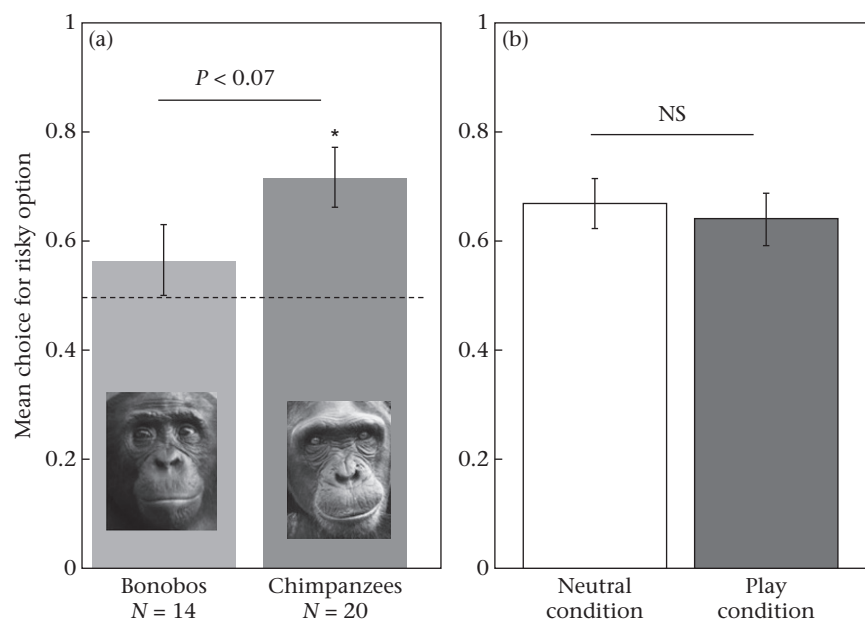 (a)
P < 0.07
*
Mean choice for risky option
1
0.8
0.6
0.4
0.2
0
Bonobos
N = 14
Chimpanzees
N = 20
(b)
NS
1
0.8
0.6
0.4
0.2
0
Neutral
condition
Play
condition